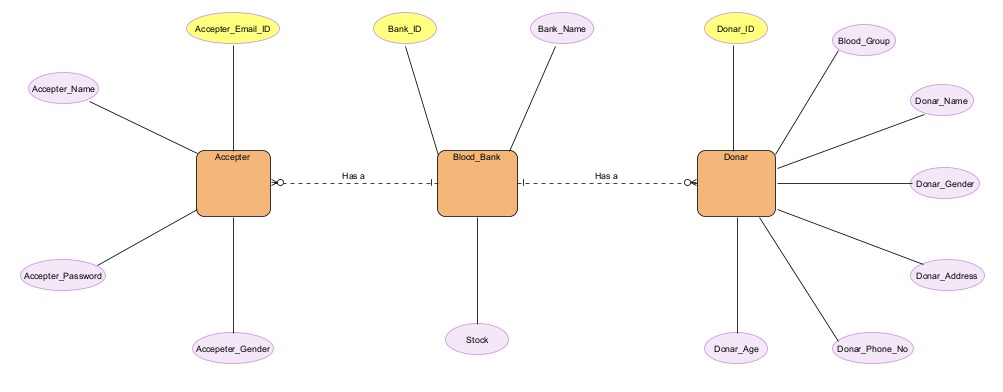 Accepter_Email_ID
Bank_ID
Bank_Name
Donar_ID
Blood_Group
Accepter_Name
Donar_Name
Accepter
Blood_Bank
Donar
Has a
Has a
Donar_Gender
Accepter_Password
Donar_Address
Accepeter_Gender
Stock
Donar_Age
Donar_Phone_No